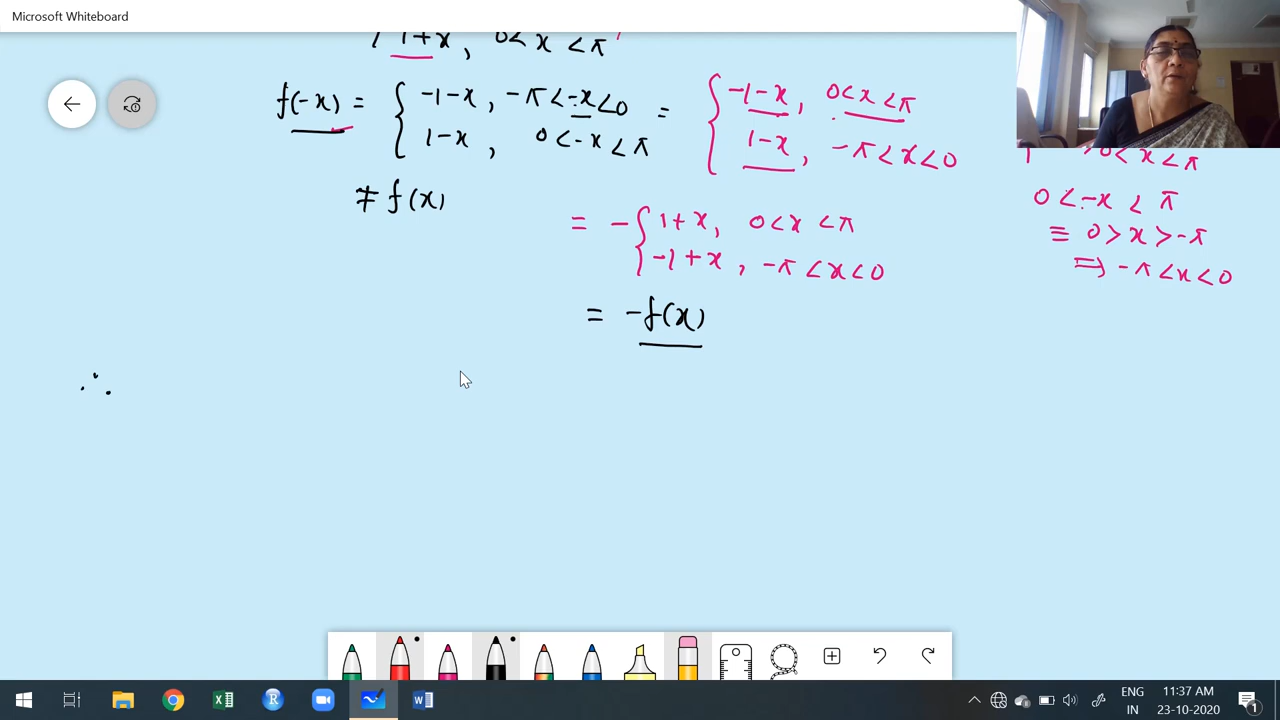 Microsoft Whiteboard
1+x, 0<x<π
f(-x) = { -1-x, -π<-x<0 = { -1-x, 0<x<π
1-x, 0<-x<π 1-x, -π<x<0
>0<x<π
≠ f(x)
0<-x<π
= -{ 1+x, 0<x<π
≡ 0>x>-π
-1+x, -π<x<0
⇒ -π<x<0
= -f(x)
∴
ENG
IN
11:37 AM
23-10-2020
1